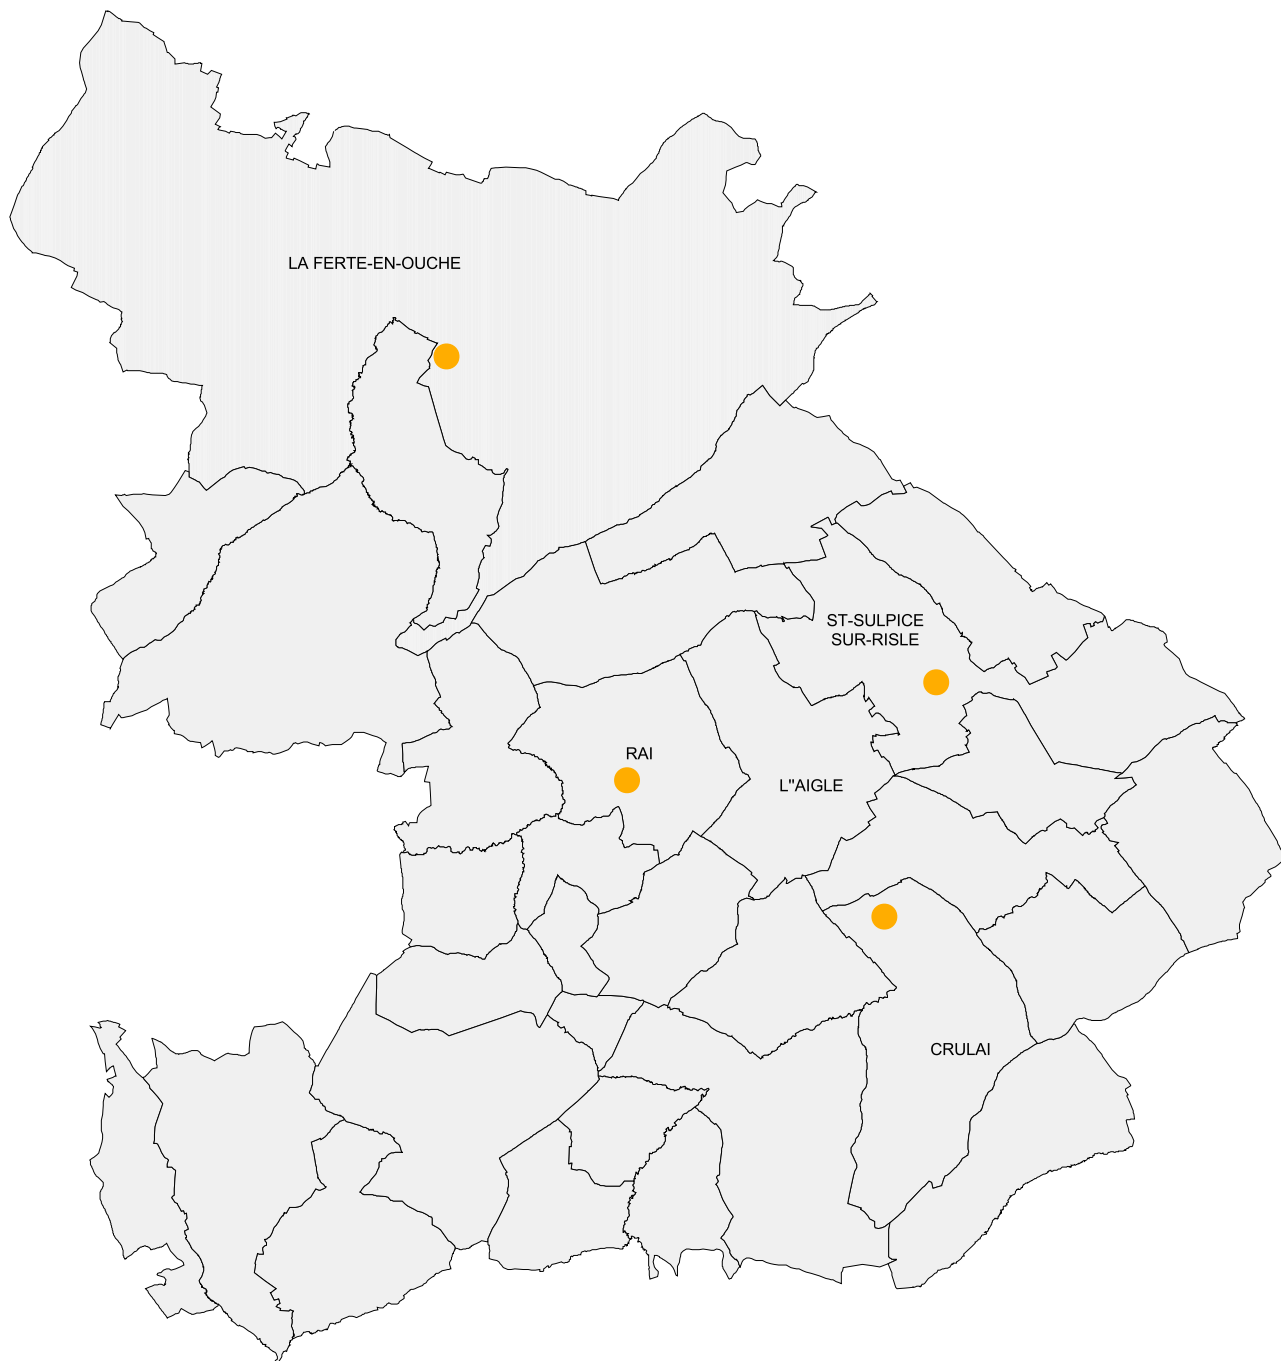 LA FERTE-EN-OUCHE
ST-SULPICE
SUR-RISLE
RAI
L"AIGLE
CRULAI